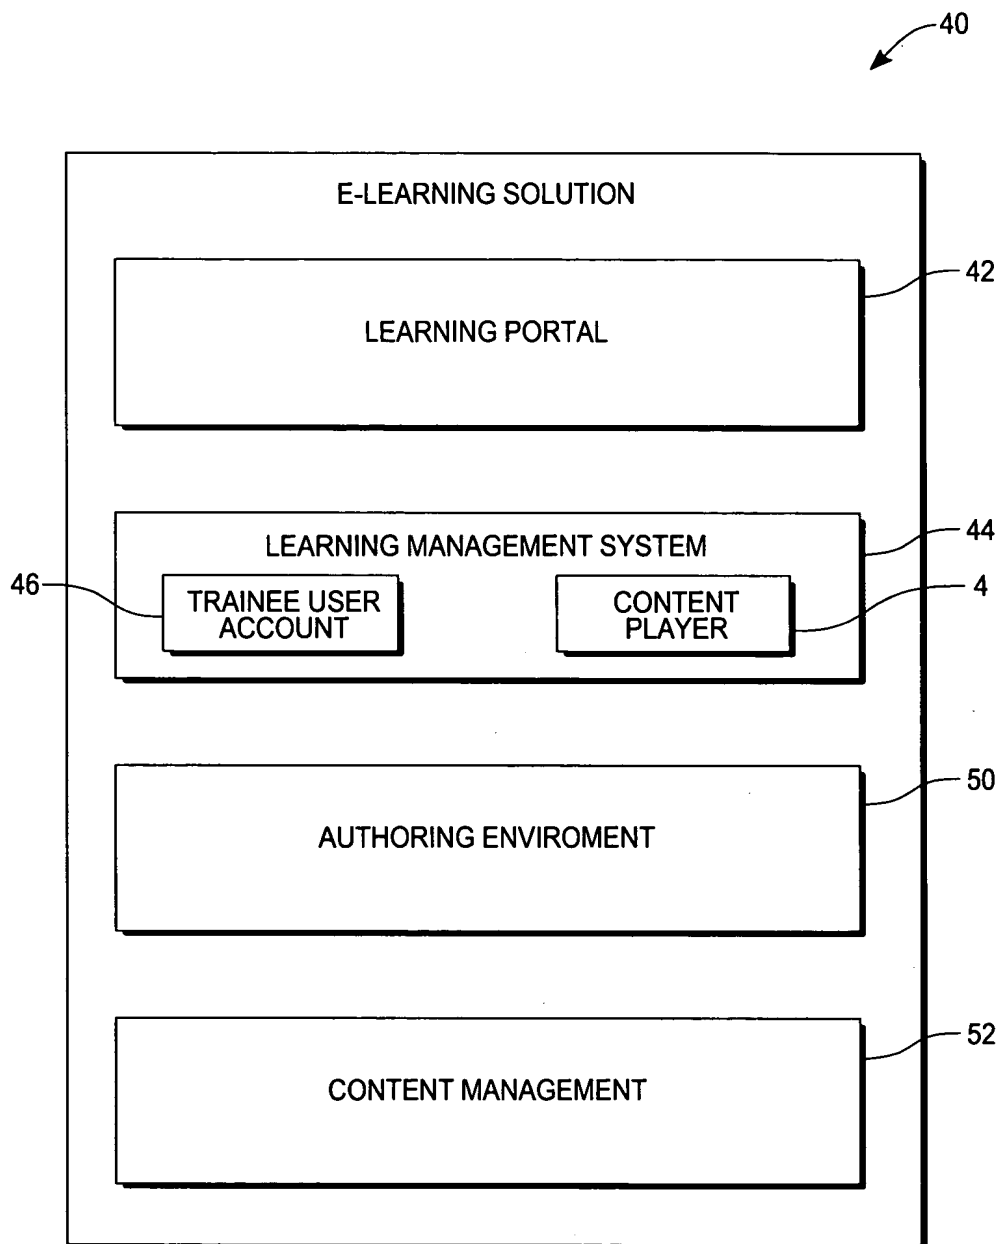 40
E-LEARNING SOLUTION
42
LEARNING PORTAL
44
LEARNING MANAGEMENT SYSTEM
46
TRAINEE USER
ACCOUNT
CONTENT
PLAYER
4
50
AUTHORING ENVIROMENT
52
CONTENT MANAGEMENT